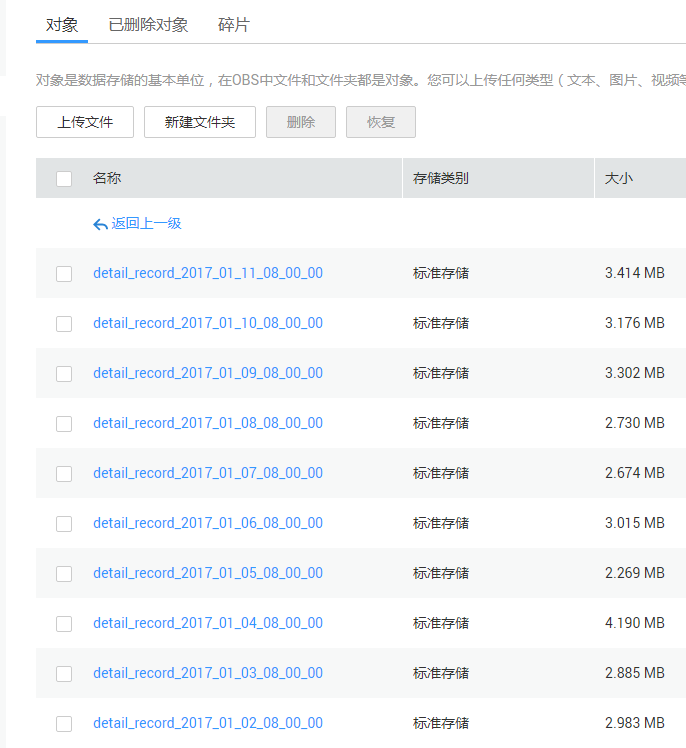 对象 已删除对象 碎片
对象是数据存储的基本单位，在OBS中文件和文件夹都是对象。您可以上传任何类型（文本、图片、视频等
上传文件 新建文件夹 删除 恢复
名称 存储类别 大小
返回上一级
detail_record_2017_01_11_08_00_00 标准存储 3.414 MB
detail_record_2017_01_10_08_00_00 标准存储 3.176 MB
detail_record_2017_01_09_08_00_00 标准存储 3.302 MB
detail_record_2017_01_08_08_00_00 标准存储 2.730 MB
detail_record_2017_01_07_08_00_00 标准存储 2.674 MB
detail_record_2017_01_06_08_00_00 标准存储 3.015 MB
detail_record_2017_01_05_08_00_00 标准存储 2.269 MB
detail_record_2017_01_04_08_00_00 标准存储 4.190 MB
detail_record_2017_01_03_08_00_00 标准存储 2.885 MB
detail_record_2017_01_02_08_00_00 标准存储 2.983 MB